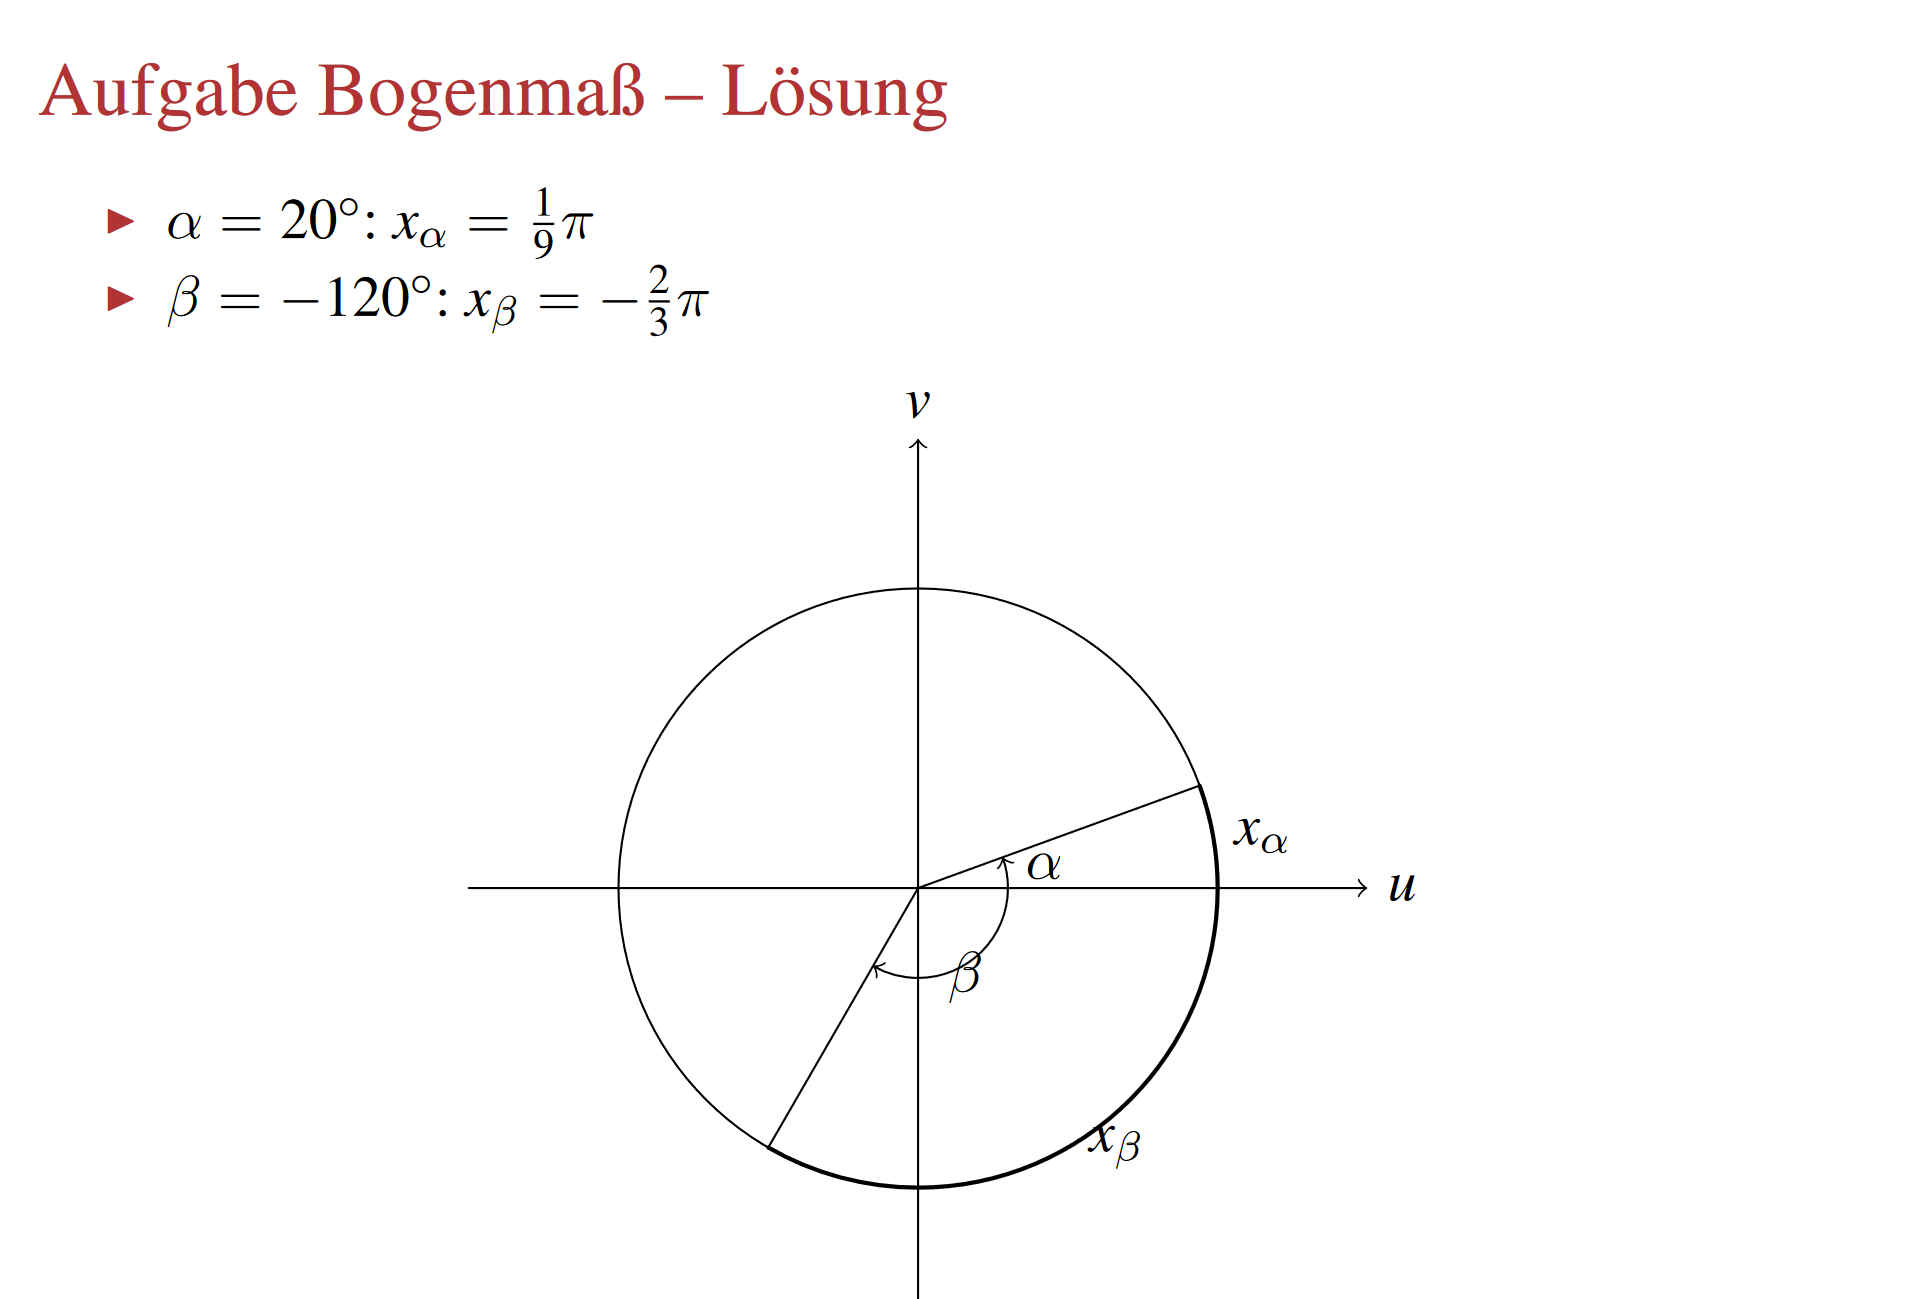 Aufgabe Bogenmaß – Lösung
▶ α = 20°: x_α = 1/9 π
▶ β = −120°: x_β = −2/3 π
v
x_α
α
u
β
x_β